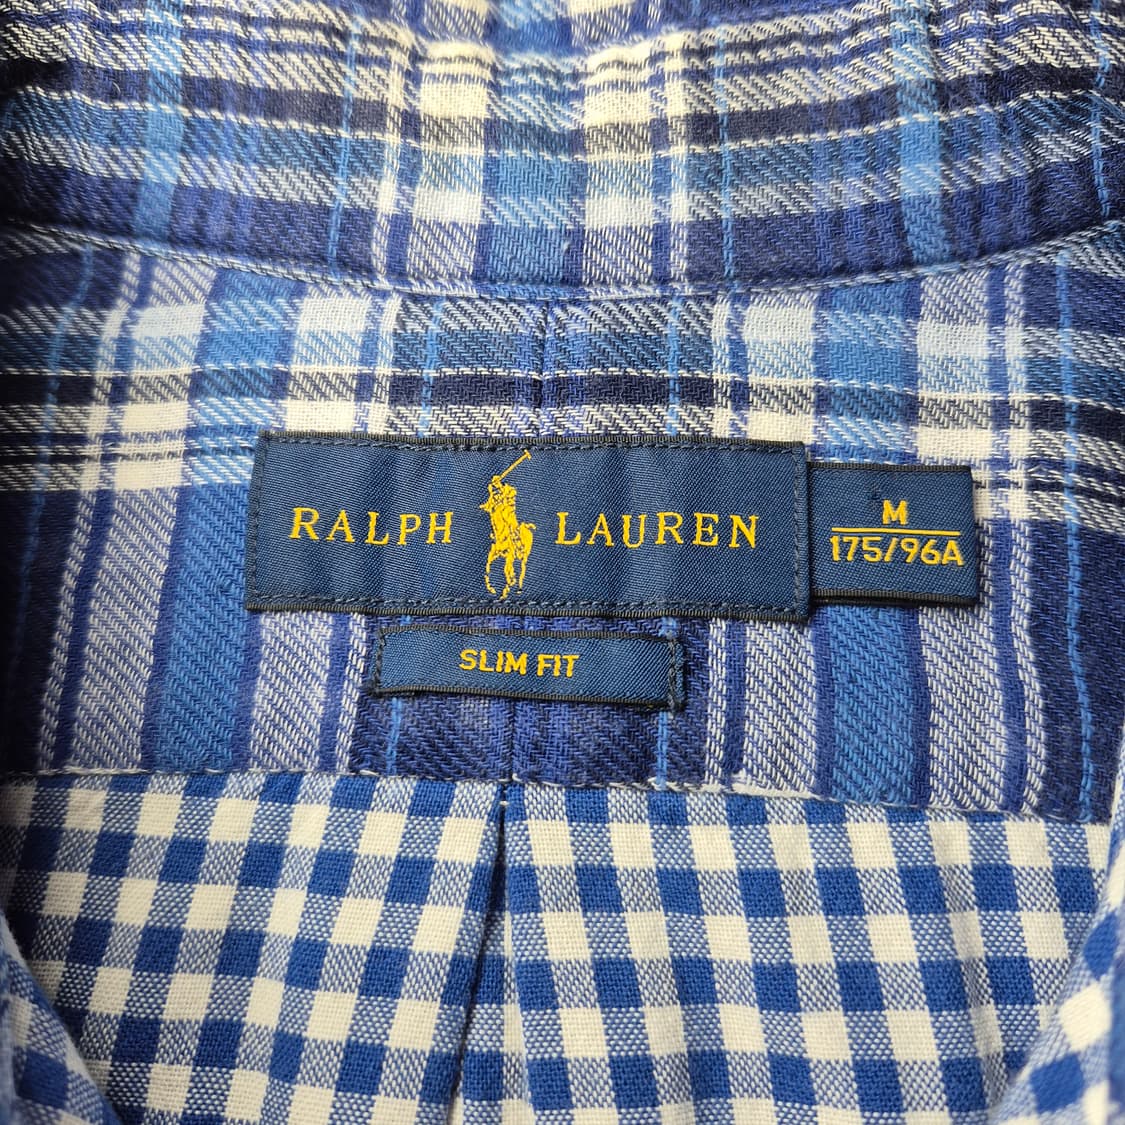 RALPH LAUREN
M
175/96A
SLIM FIT